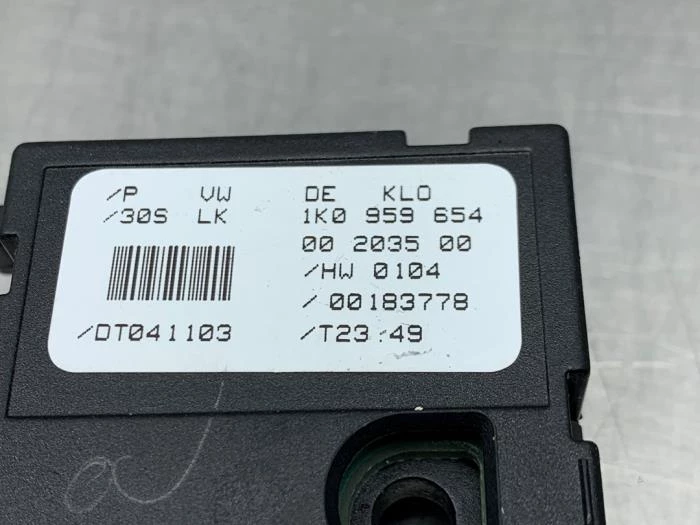 /P VW DE KLO
/30S LK 1K0 959 654
00 2035 00
/HW 0104
/00183778
/DT041103 /T23:49